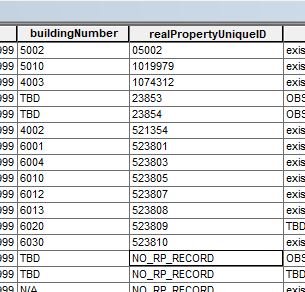 buildingNumber realPropertyUniqueID
999 5002 05002 exis
999 5010 1019979 exis
999 4003 1074312 exis
999 TBD 23853 OBS
999 TBD 23854 OBS
999 4002 521354 exis
999 6001 523801 exis
999 6004 523803 exis
999 6010 523805 exis
999 6012 523807 exis
999 6013 523808 exis
999 6020 523809 TBD
999 6030 523810 exis
999 TBD NO_RP_RECORD OBS
999 TBD NO_RP_RECORD TBD
999 N/A NO_RP_RECORD exis